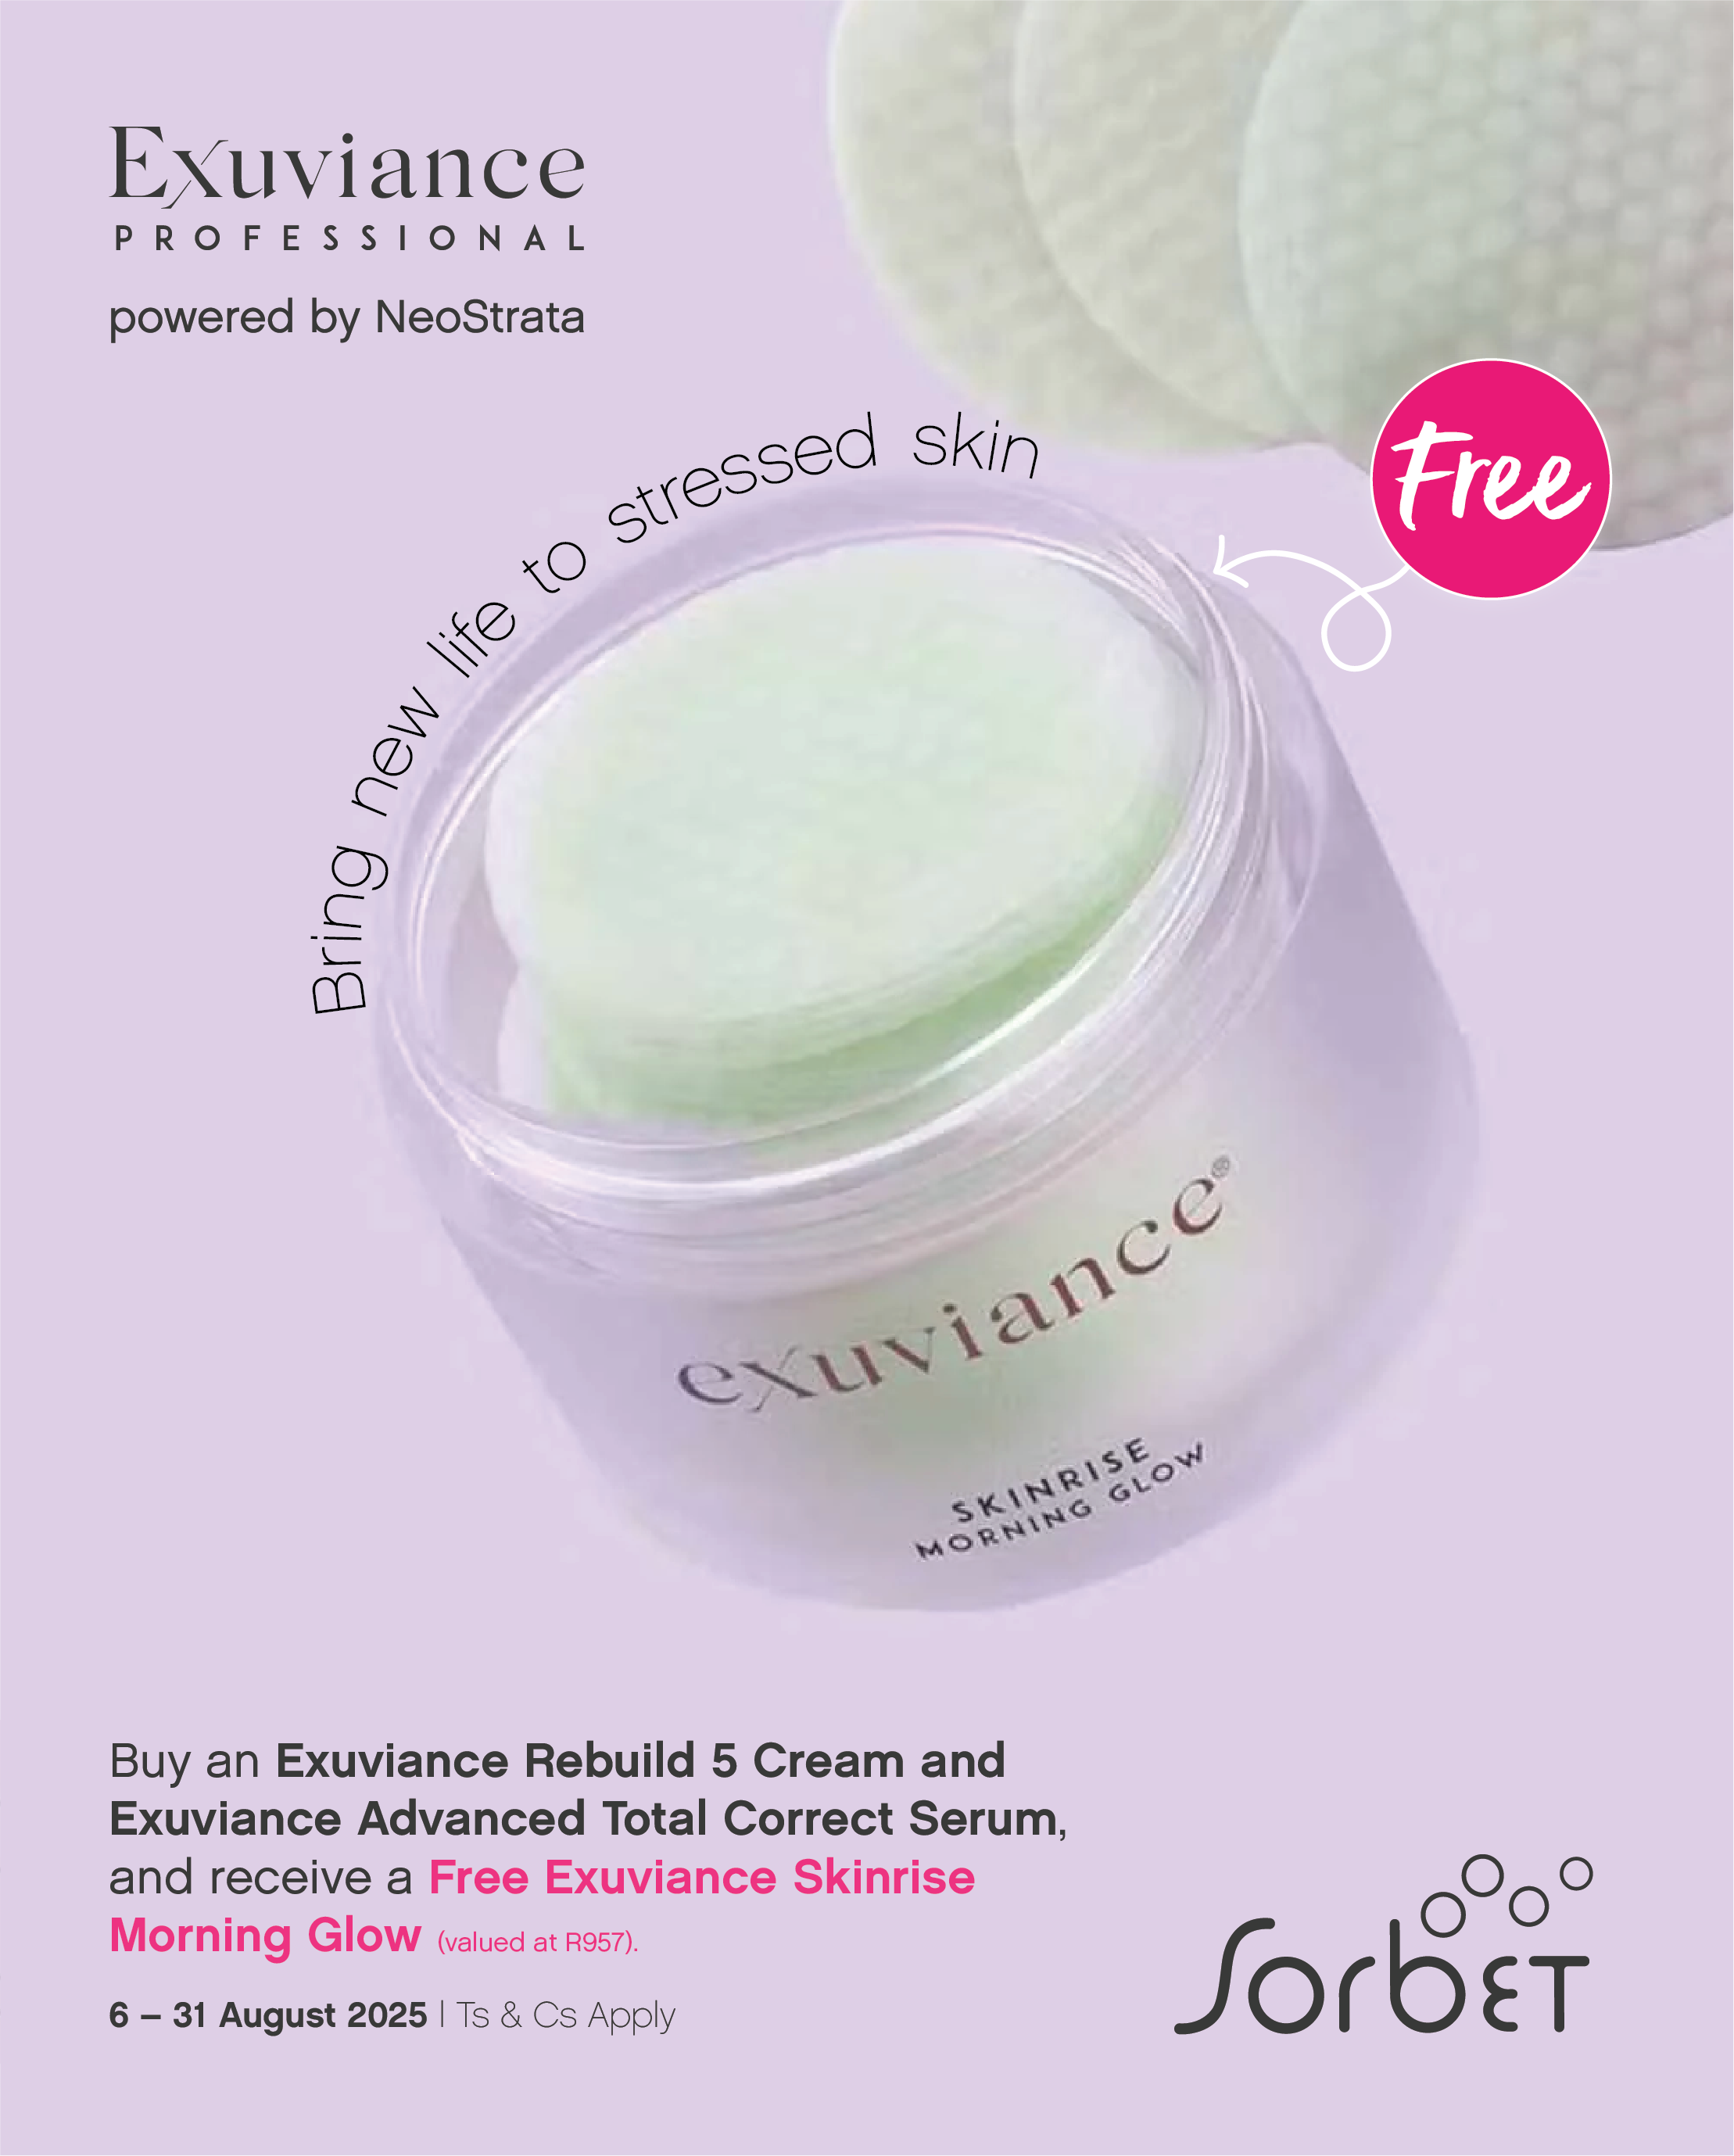 Exuviance
PROFESSIONAL
powered by NeoStrata
Bring new life to stressed skin
Free
exuviance®
SKINRISE
MORNING GLOW
Buy an Exuviance Rebuild 5 Cream and
Exuviance Advanced Total Correct Serum,
and receive a Free Exuviance Skinrise
Morning Glow (valued at R957).
6 – 31 August 2025 | Ts & Cs Apply
Sorbet